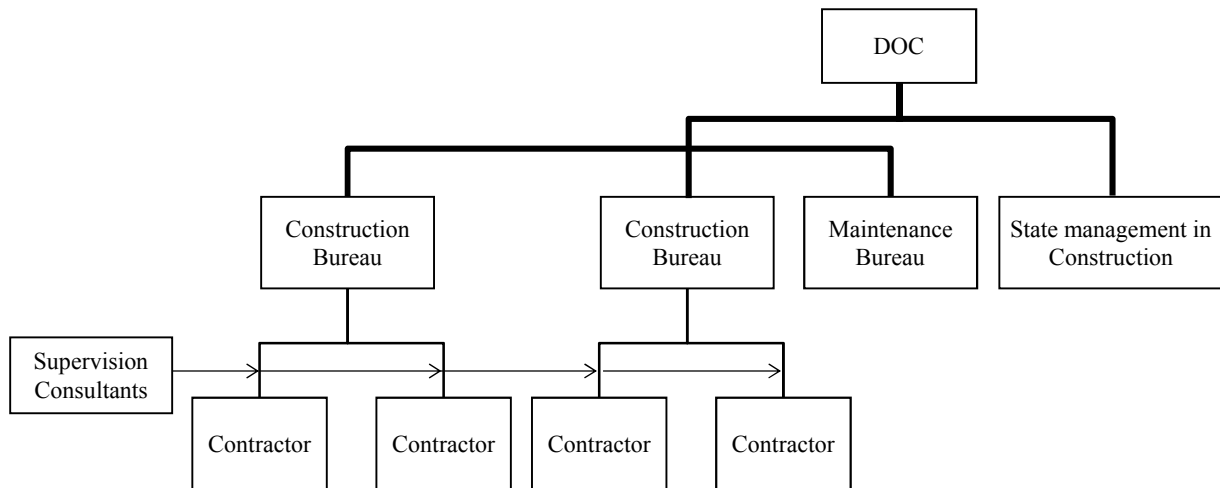 DOC
Construction
Bureau
Construction
Bureau
Maintenance
Bureau
State management in
Construction
Supervision
Consultants
Contractor
Contractor
Contractor
Contractor